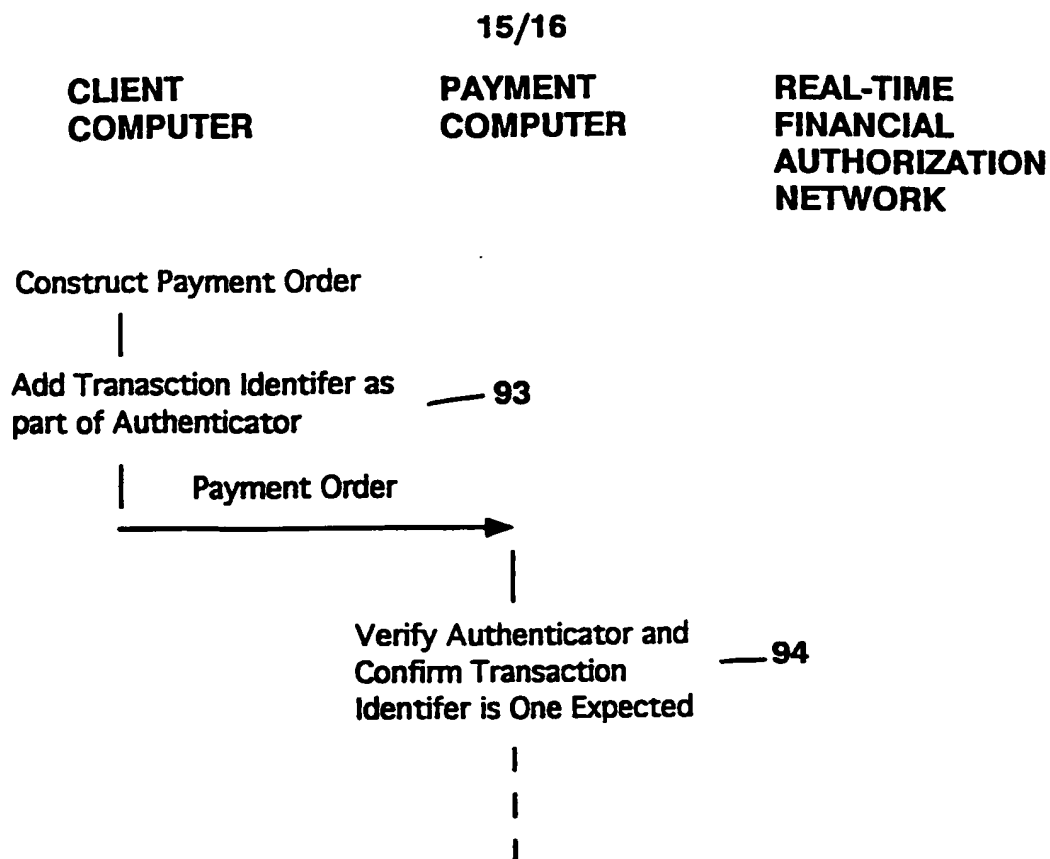 15/16
CLIENT
COMPUTER
PAYMENT
COMPUTER
REAL-TIME
FINANCIAL
AUTHORIZATION
NETWORK
Construct Payment Order
Add Tranasction Identifer as
part of Authenticator
93
Payment Order
Verify Authenticator and
Confirm Transaction
Identifer is One Expected
94